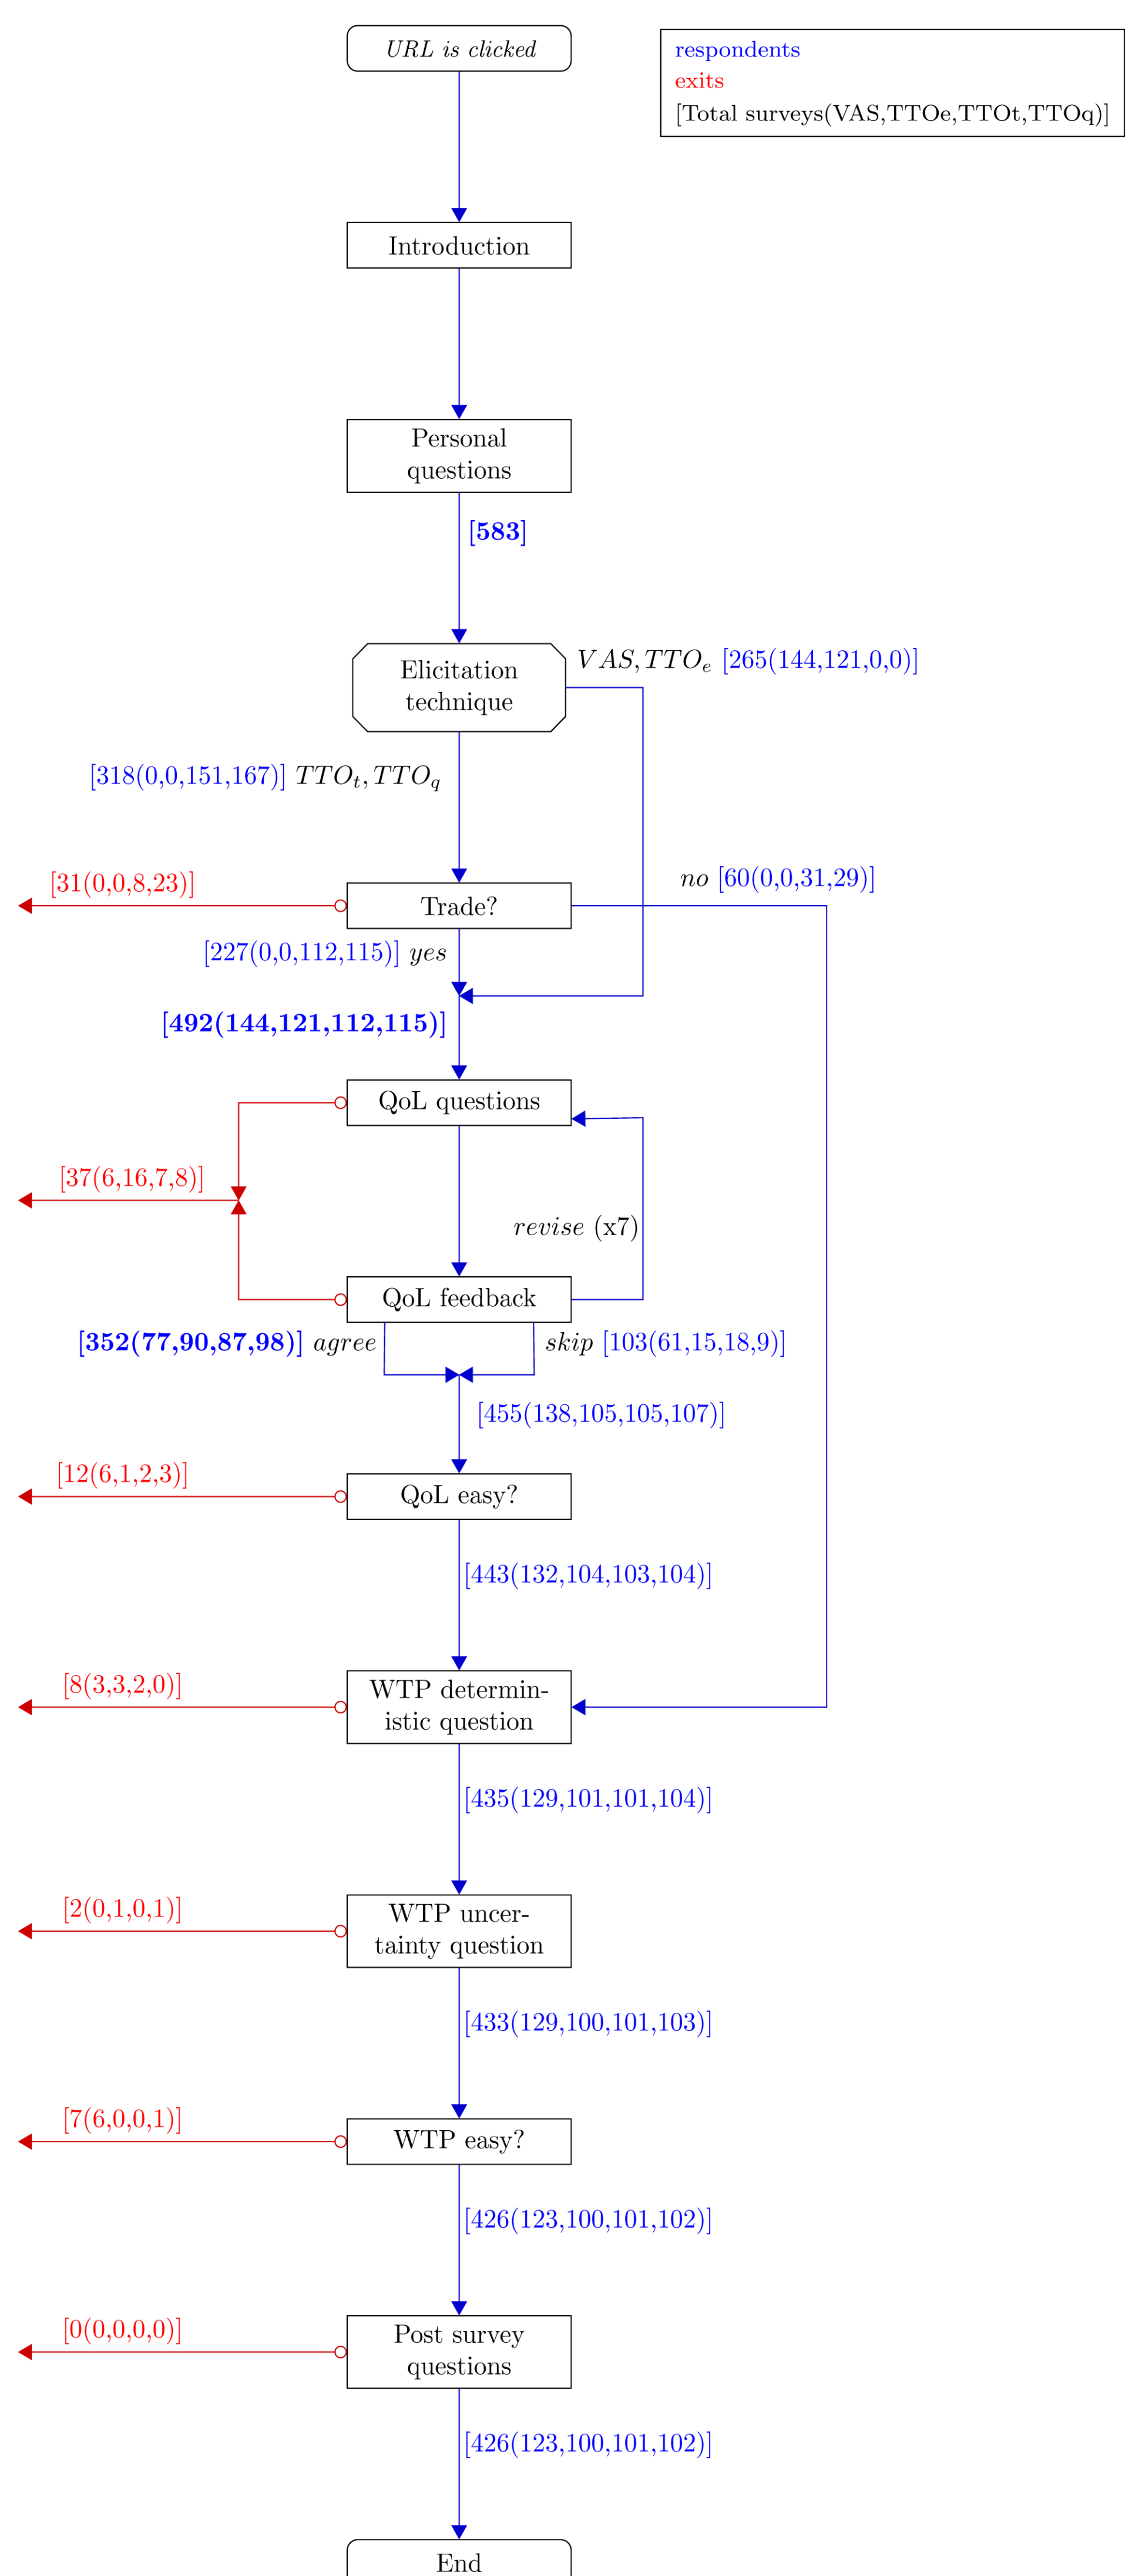 URL is clicked
respondents
exits
[Total surveys(VAS,TTOe,TTOt,TTOq)]
Introduction
Personal
questions
[583]
Elicitation
technique
VAS,TTOₑ [265(144,121,0,0)]
[318(0,0,151,167)] TTOₜ,TTO_q
no [60(0,0,31,29)]
[31(0,0,8,23)]
Trade?
[227(0,0,112,115)] yes
[492(144,121,112,115)]
QoL questions
[37(6,16,7,8)]
revise (x7)
QoL feedback
[352(77,90,87,98)] agree
skip [103(61,15,18,9)]
[455(138,105,105,107)]
[12(6,1,2,3)]
QoL easy?
[443(132,104,103,104)]
[8(3,3,2,0)]
WTP determin-
istic question
[435(129,101,101,104)]
[2(0,1,0,1)]
WTP uncer-
tainty question
[433(129,100,101,103)]
[7(6,0,0,1)]
WTP easy?
[426(123,100,101,102)]
[0(0,0,0,0)]
Post survey
questions
[426(123,100,101,102)]
End